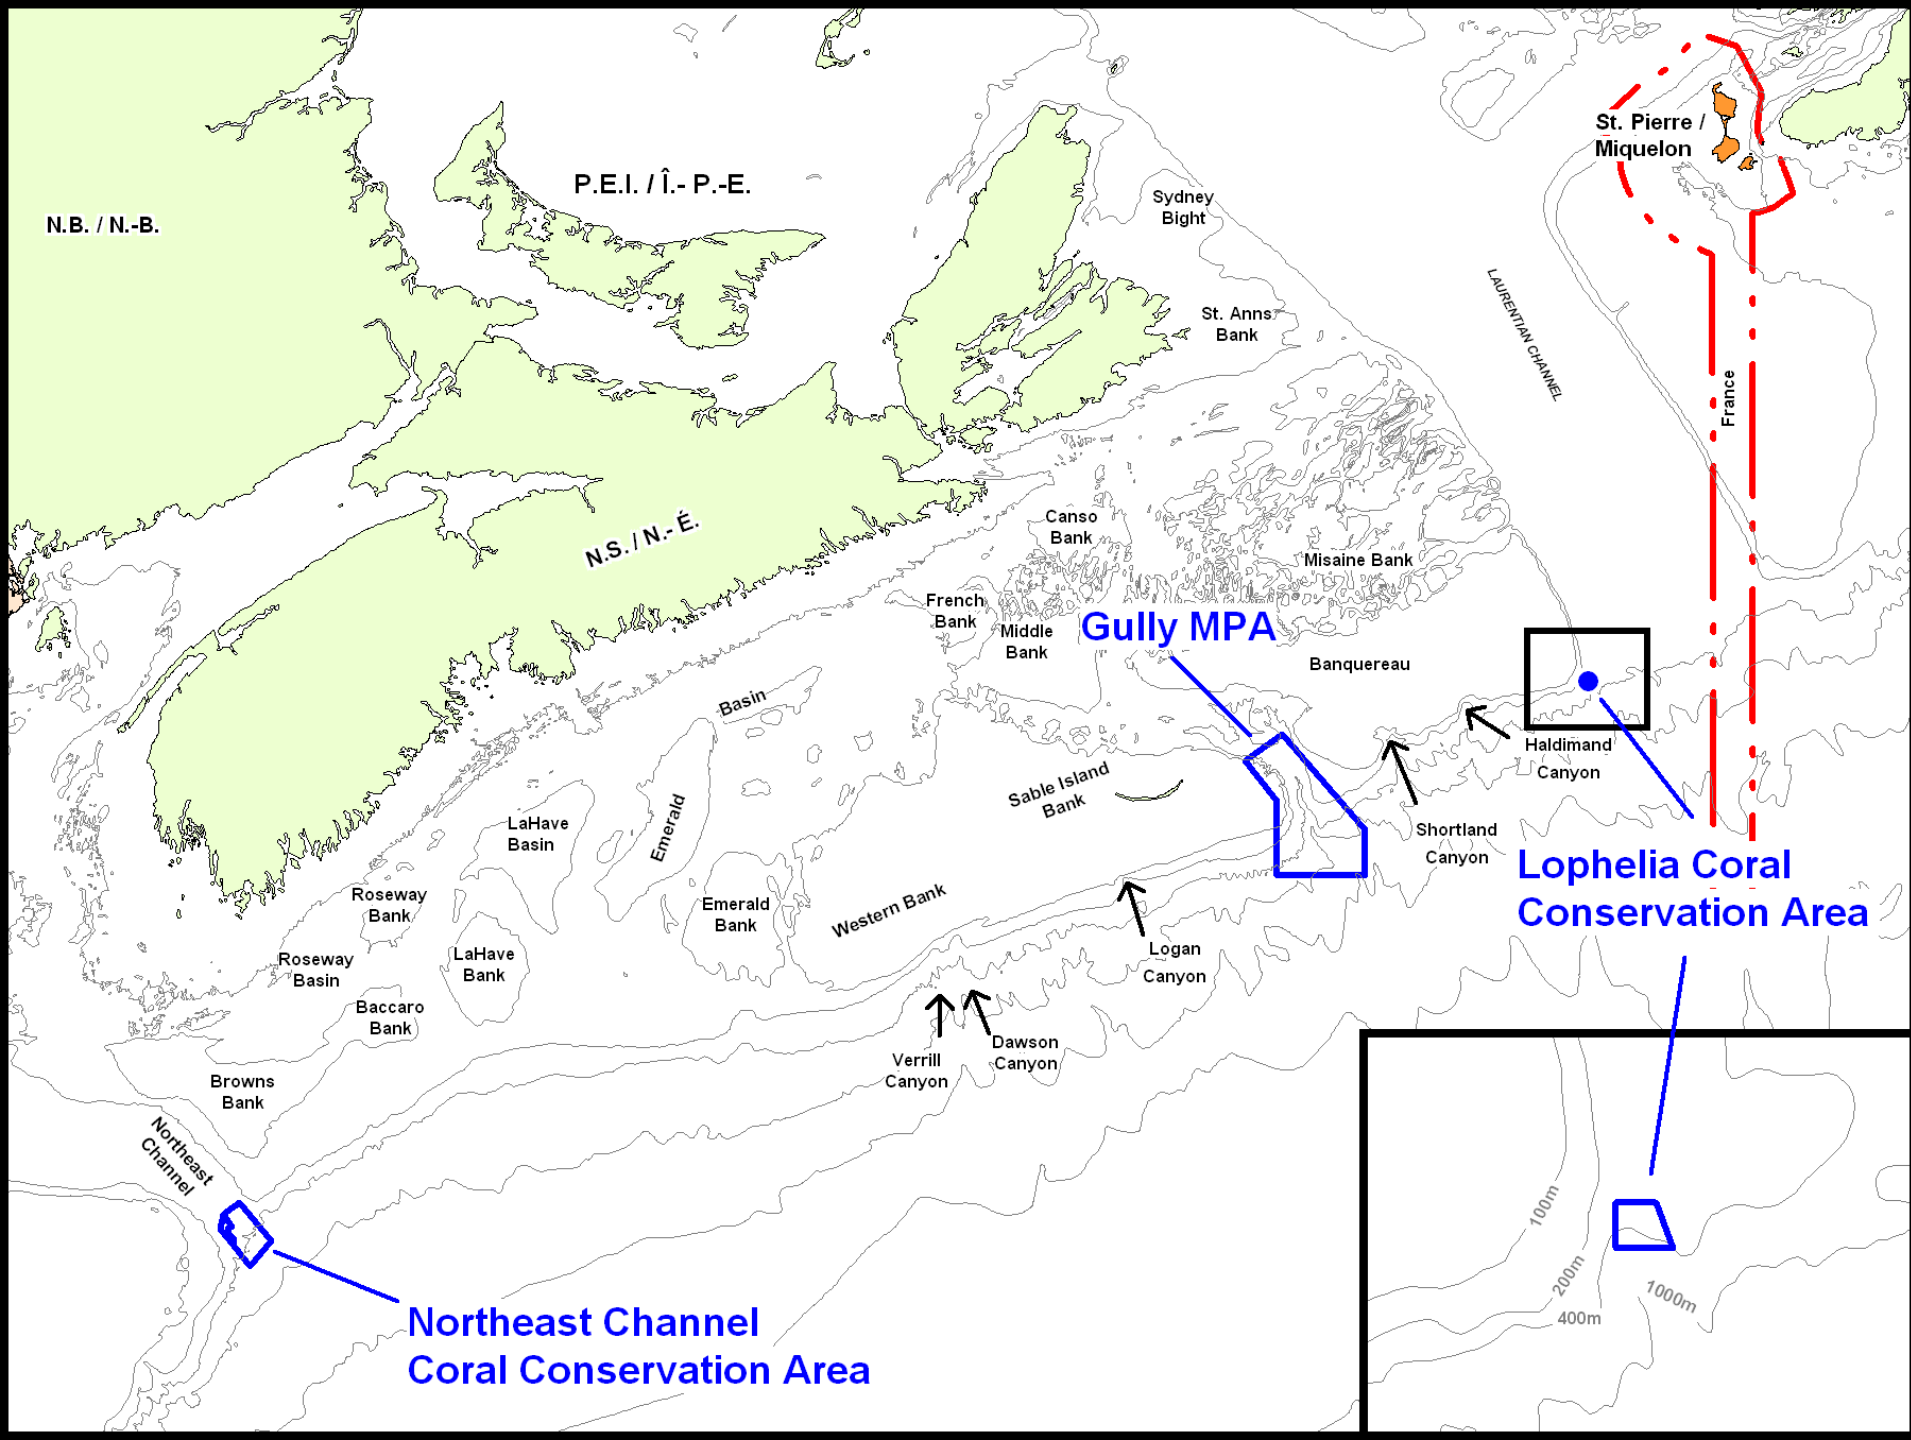 St. Pierre /
Miquelon
P.E.I. / Î.- P.-E.
N.B. / N.-B.
Sydney
Bight
St. Anns
Bank
LAURENTIAN CHANNEL
France
N.S. / N.- É.
Canso
Bank
Misaine Bank
French
Bank
Middle
Bank
Gully MPA
Banquereau
Basin
Emerald
Haldimand
Canyon
Sable Island
Bank
LaHave
Basin
Shortland
Canyon
Lophelia Coral
Conservation Area
Roseway
Bank
Emerald
Bank
Western Bank
Logan
Canyon
LaHave
Bank
Roseway
Basin
Baccaro
Bank
Dawson
Canyon
Verrill
Canyon
Browns
Bank
Northeast
Channel
100m
200m
400m
1000m
Northeast Channel
Coral Conservation Area